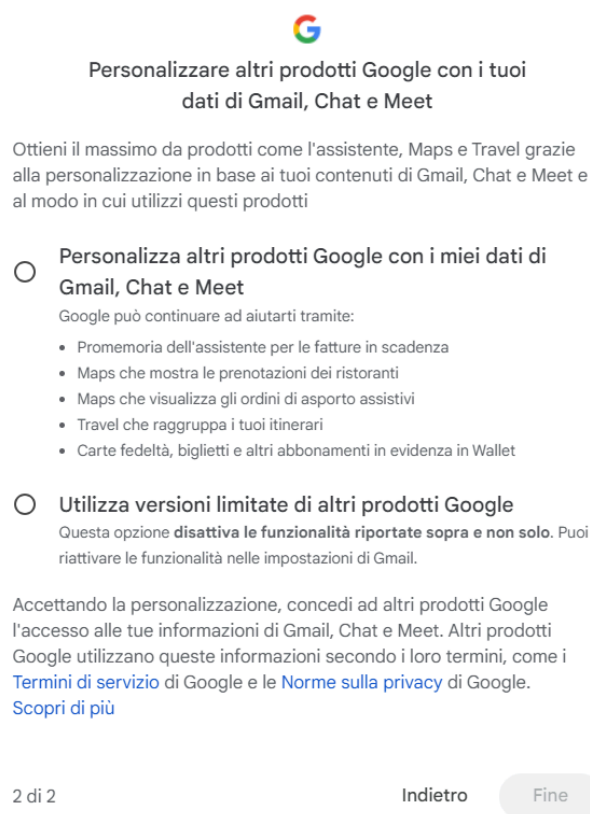 Personalizzare altri prodotti Google con i tuoi
dati di Gmail, Chat e Meet
Ottieni il massimo da prodotti come l'assistente, Maps e Travel grazie
alla personalizzazione in base ai tuoi contenuti di Gmail, Chat e Meet e
al modo in cui utilizzi questi prodotti
Personalizza altri prodotti Google con i miei dati di
Gmail, Chat e Meet
Google può continuare ad aiutarti tramite:
• Promemoria dell'assistente per le fatture in scadenza
• Maps che mostra le prenotazioni dei ristoranti
• Maps che visualizza gli ordini di asporto assistivi
• Travel che raggruppa i tuoi itinerari
• Carte fedeltà, biglietti e altri abbonamenti in evidenza in Wallet
Utilizza versioni limitate di altri prodotti Google
Questa opzione disattiva le funzionalità riportate sopra e non solo. Puoi
riattivare le funzionalità nelle impostazioni di Gmail.
Accettando la personalizzazione, concedi ad altri prodotti Google
l'accesso alle tue informazioni di Gmail, Chat e Meet. Altri prodotti
Google utilizzano queste informazioni secondo i loro termini, come i
Termini di servizio di Google e le Norme sulla privacy di Google.
Scopri di più
2 di 2
Indietro
Fine